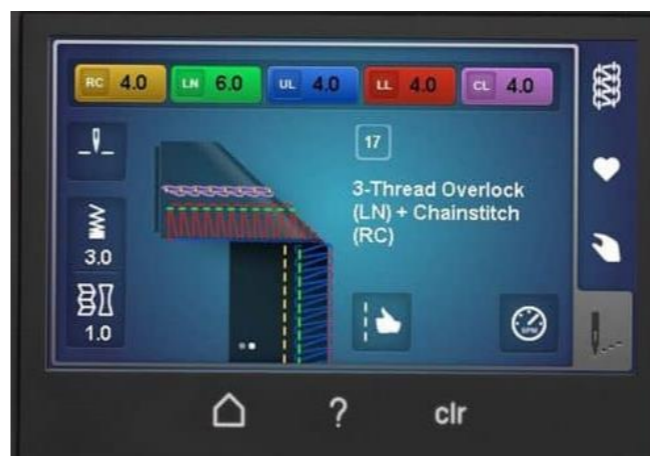 RC 4.0 LN 6.0 UL 4.0 LL 4.0 CL 4.0
17
3-Thread Overlock
(LN) + Chainstitch
(RC)
3.0
1.0
SPM
? clr